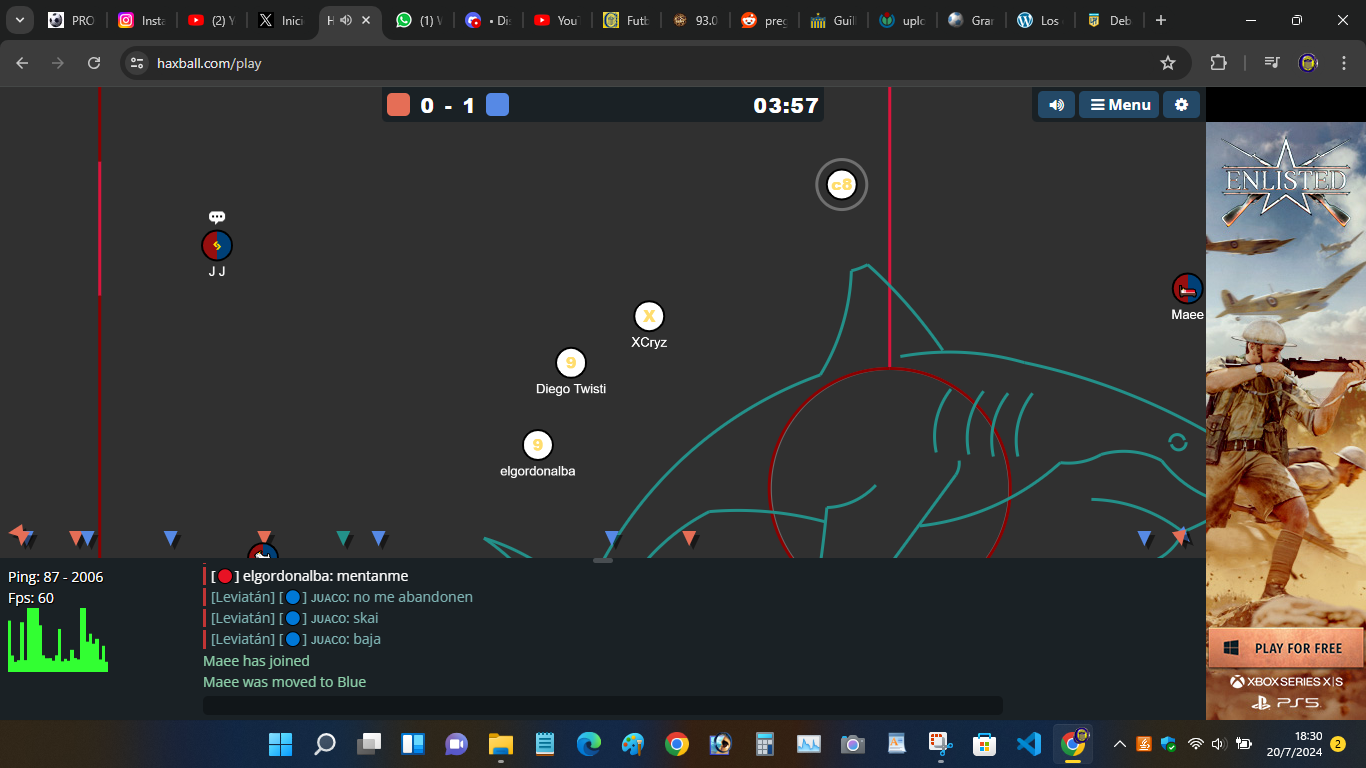 PRO
Insta
(2) Y
Inici
H
(1) W
• Dis
YouT
Futb
93.0
preg
Guil
uplo
Gran
Los
Deb
haxball.com/play
0 - 1
03:57
Menu
c8
J J
X
XCryz
9
Diego Twisti
9
elgordonalba
Maee
ENLISTED
PLAY FOR FREE
XBOX SERIES X|S
PS5
Ping: 87 - 2006
Fps: 60
[🔴] elgordonalba: mentanme
[Leviatán] [🔵] ᴊᴜᴀᴄᴏ: no me abandonen
[Leviatán] [🔵] ᴊᴜᴀᴄᴏ: skai
[Leviatán] [🔵] ᴊᴜᴀᴄᴏ: baja
Maee has joined
Maee was moved to Blue
18:30
20/7/2024
2